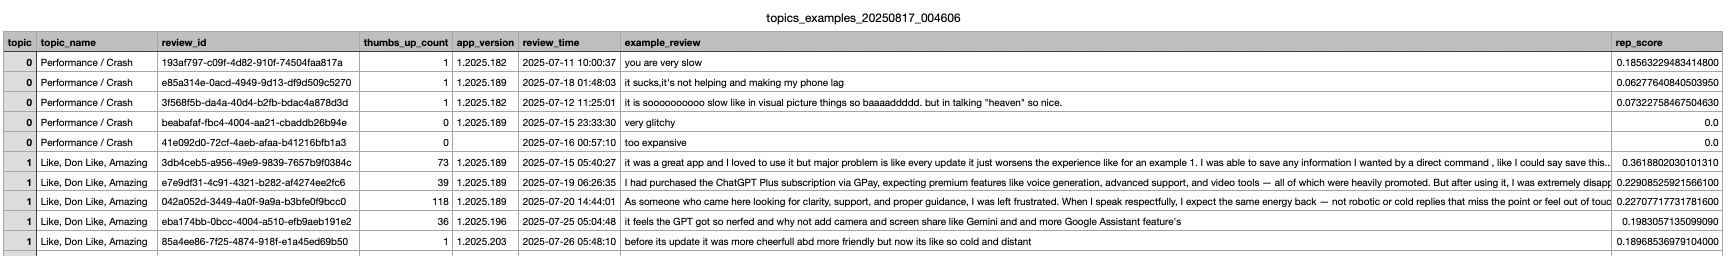 topics_examples_20250817_004606
topic topic_name review_id thumbs_up_count app_version review_time example_review rep_score
0 Performance / Crash 193af797-c09f-4d82-910f-74504faa817a 1 1.2025.182 2025-07-11 10:00:37 you are very slow 0.18563229483414800
0 Performance / Crash e85a314e-0acd-4949-9d13-df9d509c5270 1 1.2025.189 2025-07-18 01:48:03 it sucks,it's not helping and making my phone lag 0.06277640840503950
0 Performance / Crash 3f568f5b-da4a-40d4-b2fb-bdac4a878d3d 1 1.2025.182 2025-07-12 11:25:01 it is soooooooooo slow like in visual picture things so baaaaddddd. but in talking "heaven" so nice. 0.07322758467504630
0 Performance / Crash beabafaf-fbc4-4004-aa21-cbaddb26b94e 0 1.2025.189 2025-07-15 23:33:30 very glitchy 0.0
0 Performance / Crash 41e092d0-72cf-4aeb-afaa-b41216bfb1a3 0 2025-07-16 00:57:10 too expansive 0.0
1 Like, Don Like, Amazing 3db4ceb5-a956-49e9-9839-7657b9f0384c 73 1.2025.189 2025-07-15 05:40:27 it was a great app and I loved to use it but major problem is like every update it just worsens the experience like for an example 1. I was able to save any information I wanted by a direct command , like I could say save this... 0.3618802030101310
1 Like, Don Like, Amazing e7e9df31-4c91-4321-b282-af4274ee2fc6 39 1.2025.189 2025-07-19 06:26:35 I had purchased the ChatGPT Plus subscription via GPay, expecting premium features like voice generation, advanced support, and video tools — all of which were heavily promoted. But after using it, I was extremely disapp 0.22908525921566100
1 Like, Don Like, Amazing 042a052d-3449-4a0f-9a9a-b3bfe0f9bcc0 118 1.2025.189 2025-07-20 14:44:01 As someone who came here looking for clarity, support, and proper guidance, I was left frustrated. When I speak respectfully, I expect the same energy back — not robotic or cold replies that miss the point or feel out of touc 0.22707717731781600
1 Like, Don Like, Amazing eba174bb-0bcc-4004-a510-efb9aeb191e2 36 1.2025.196 2025-07-25 05:04:48 it feels the GPT got so nerfed and why not add camera and screen share like Gemini and and more Google Assistant feature's 0.1983057135099090
1 Like, Don Like, Amazing 85a4ee86-7f25-4874-918f-e1a45ed69b50 1 1.2025.203 2025-07-26 05:48:10 before its update it was more cheerfull abd more friendly but now its like so cold and distant 0.18968536979104000